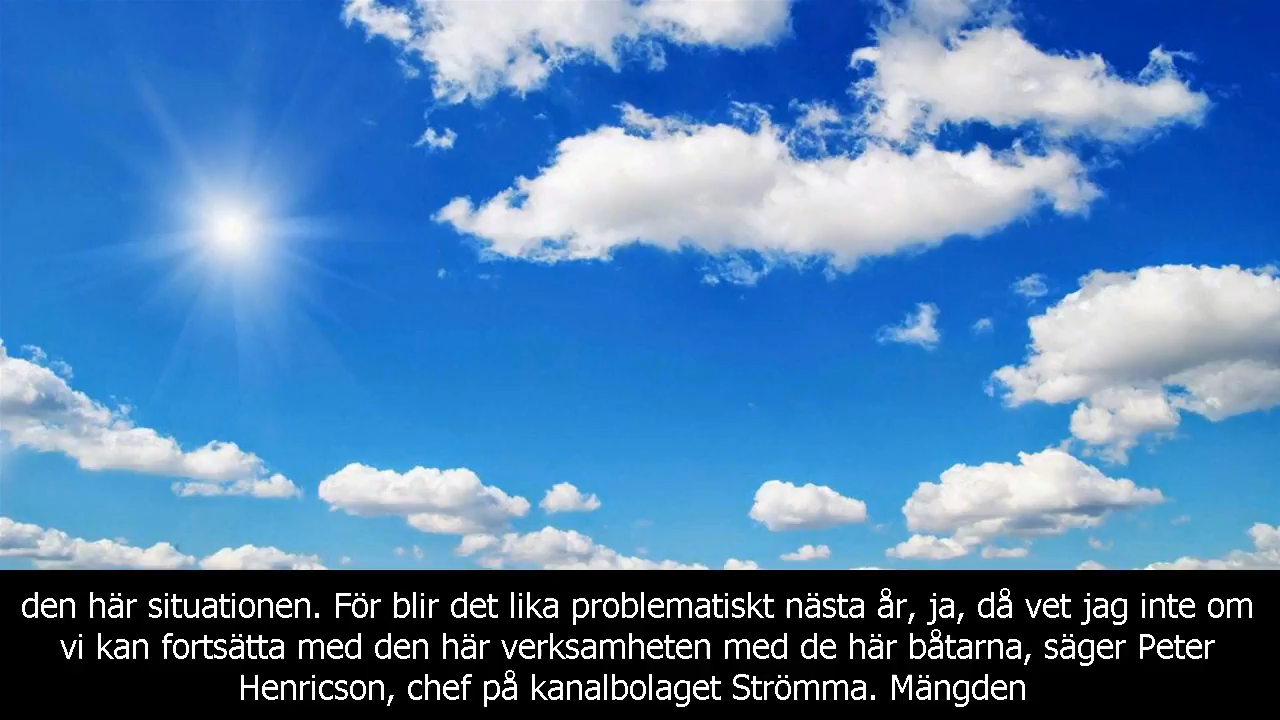 den här situationen. För blir det lika problematiskt nästa år, ja, då vet jag inte om
vi kan fortsätta med den här verksamheten med de här båtarna, säger Peter
Henricson, chef på kanalbolaget Strömma. Mängden